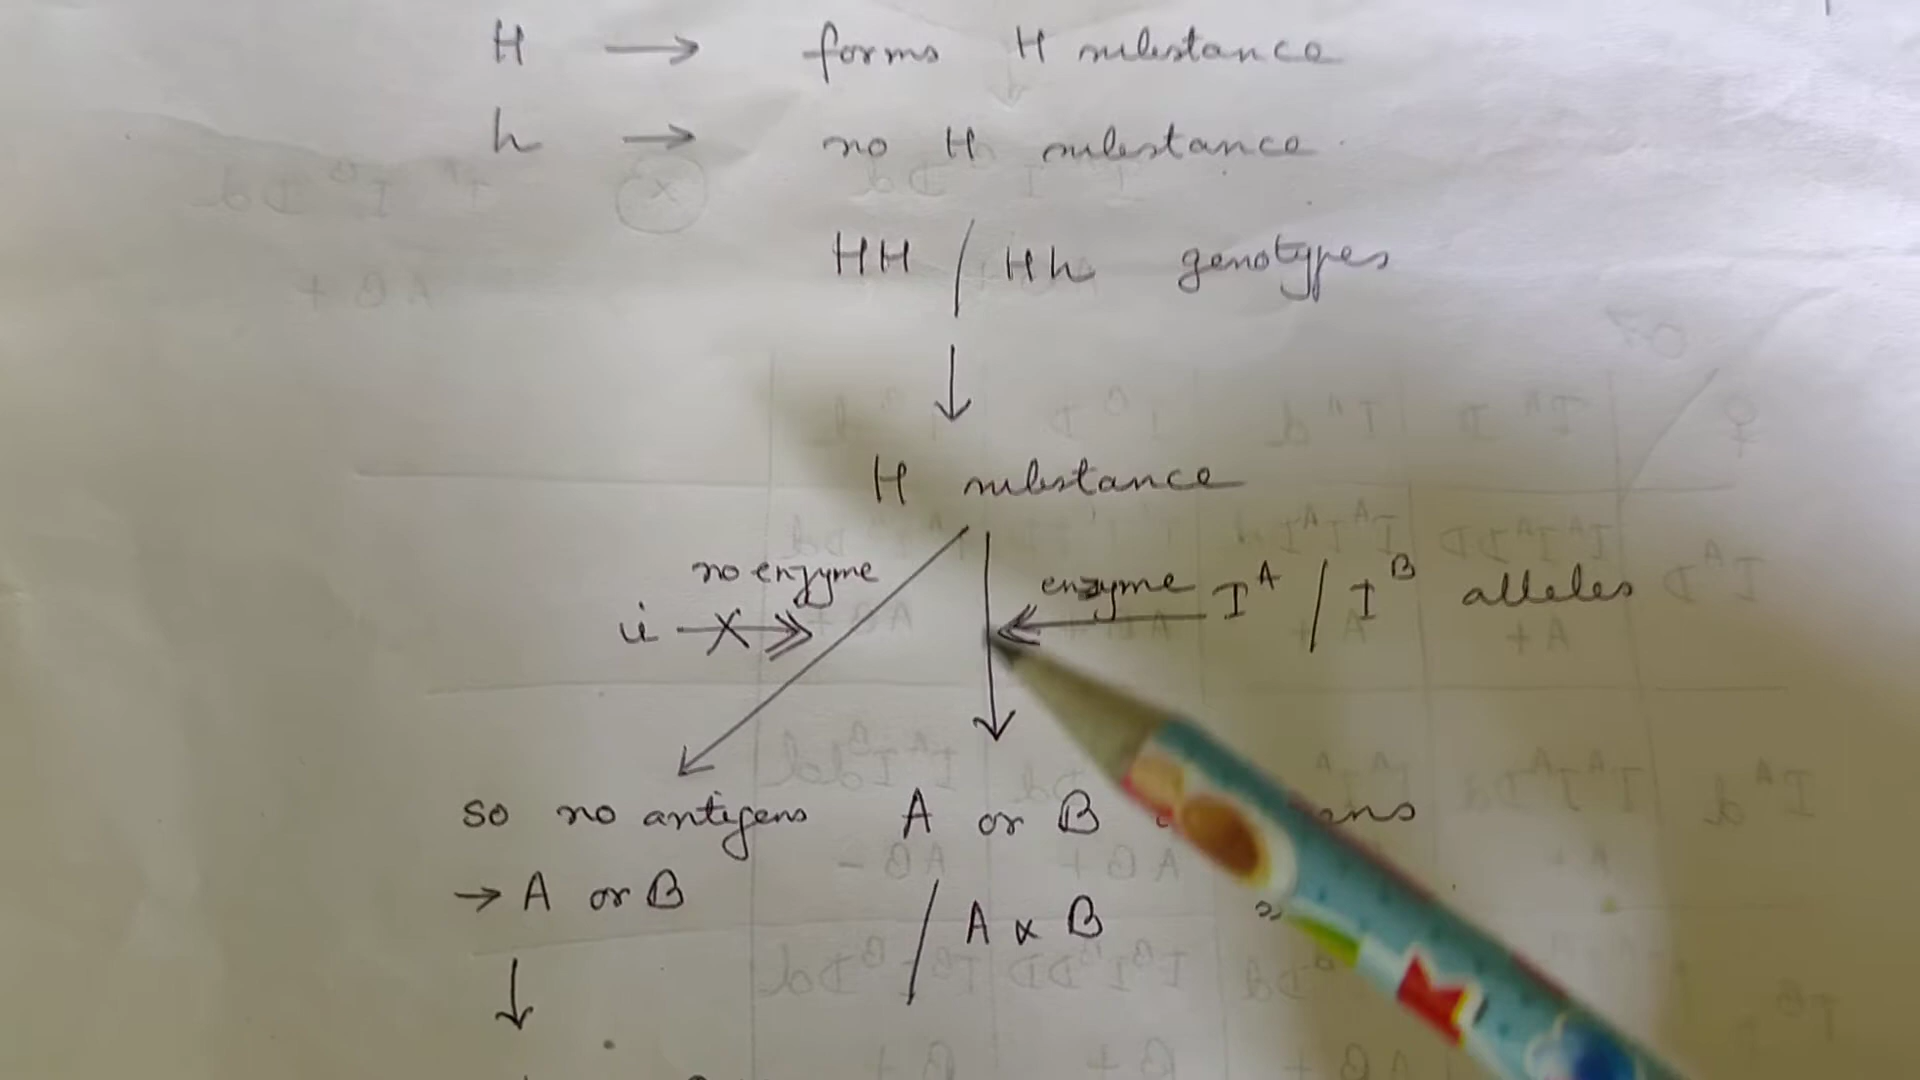 H → forms H substance
h → no H substance
HH / Hh genotypes
↓
H substance
no enzyme
ii enzyme I^A / I^B alleles
so no antigens A or B
→ A or B / A & B
↓